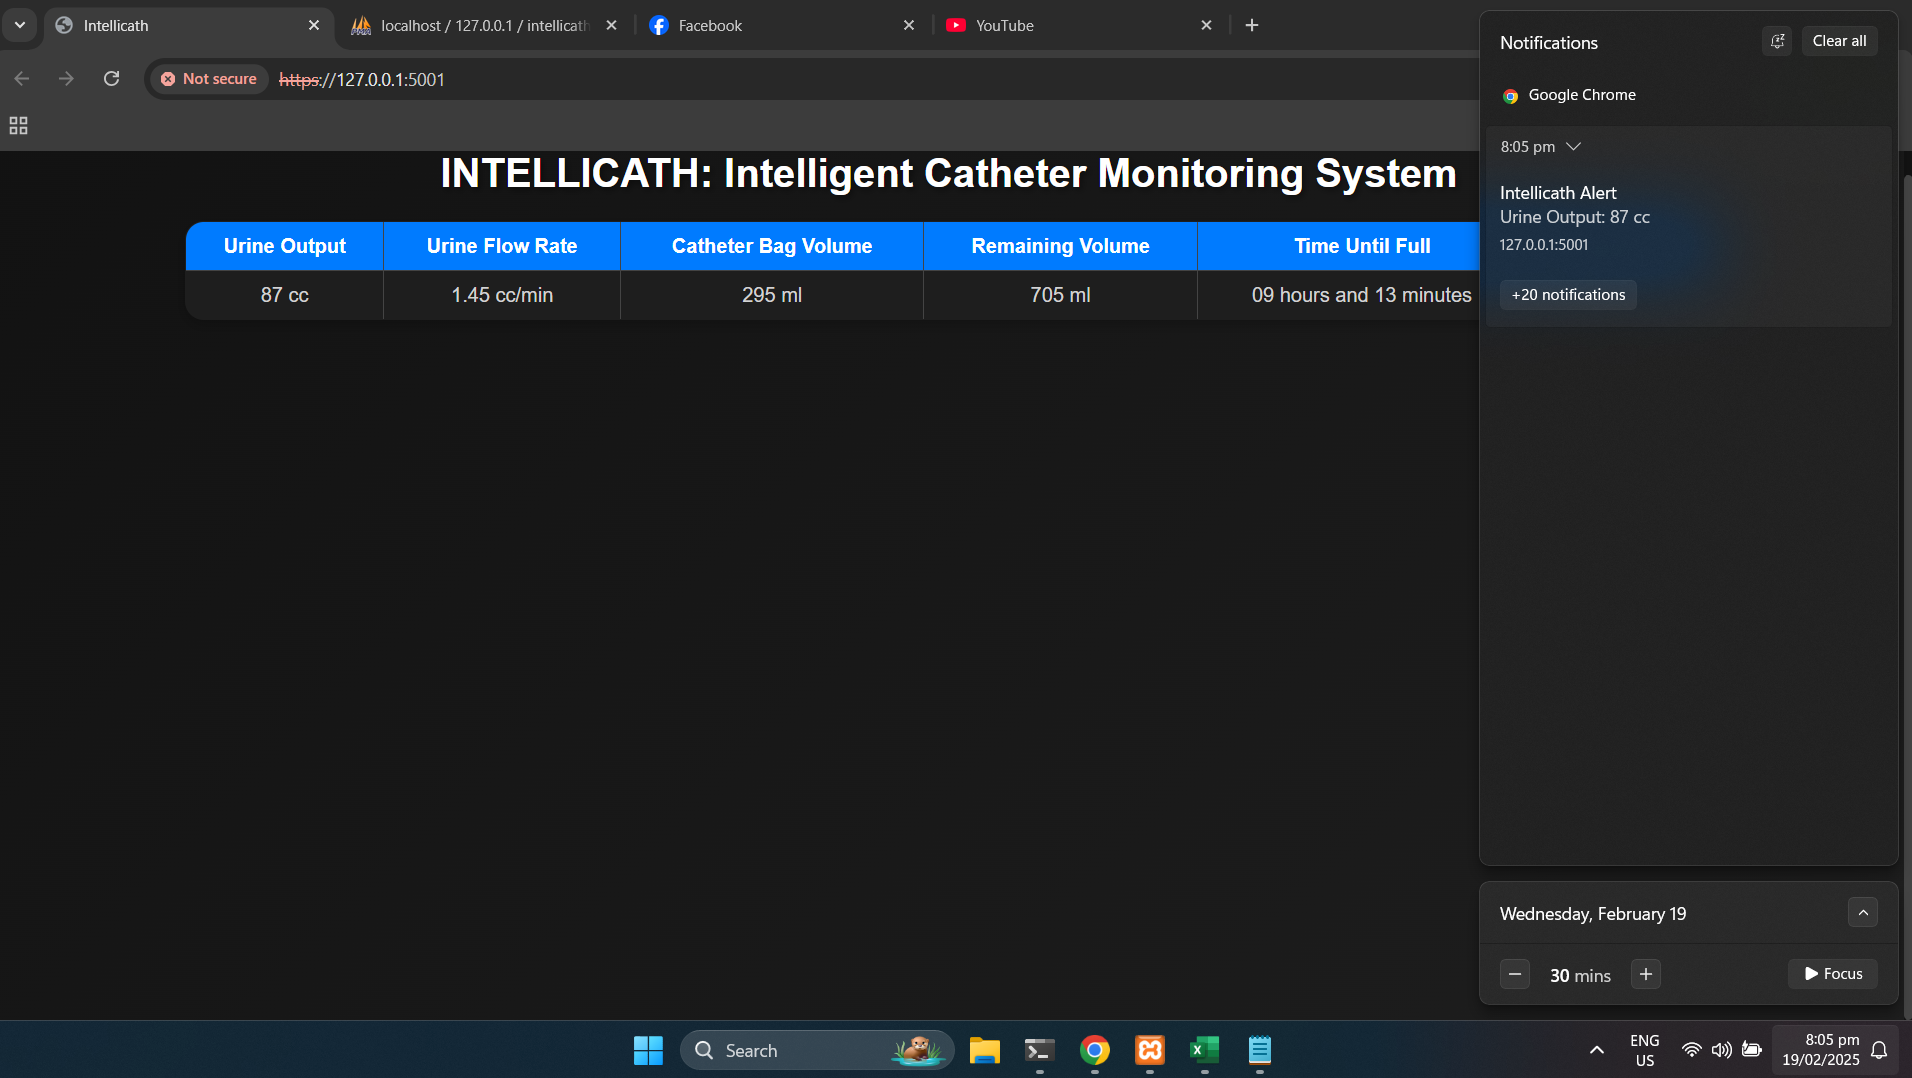 Intellicath
localhost / 127.0.0.1 / intellicath
Facebook
YouTube
Not secure
https://127.0.0.1:5001
INTELLICATH: Intelligent Catheter Monitoring System
Urine Output Urine Flow Rate Catheter Bag Volume Remaining Volume Time Until Full
87 cc 1.45 cc/min 295 ml 705 ml 09 hours and 13 minutes
Notifications
Clear all
Google Chrome
8:05 pm
Intellicath Alert
Urine Output: 87 cc
127.0.0.1:5001
+20 notifications
Wednesday, February 19
30 mins
Focus
Search
ENG
US
8:05 pm
19/02/2025